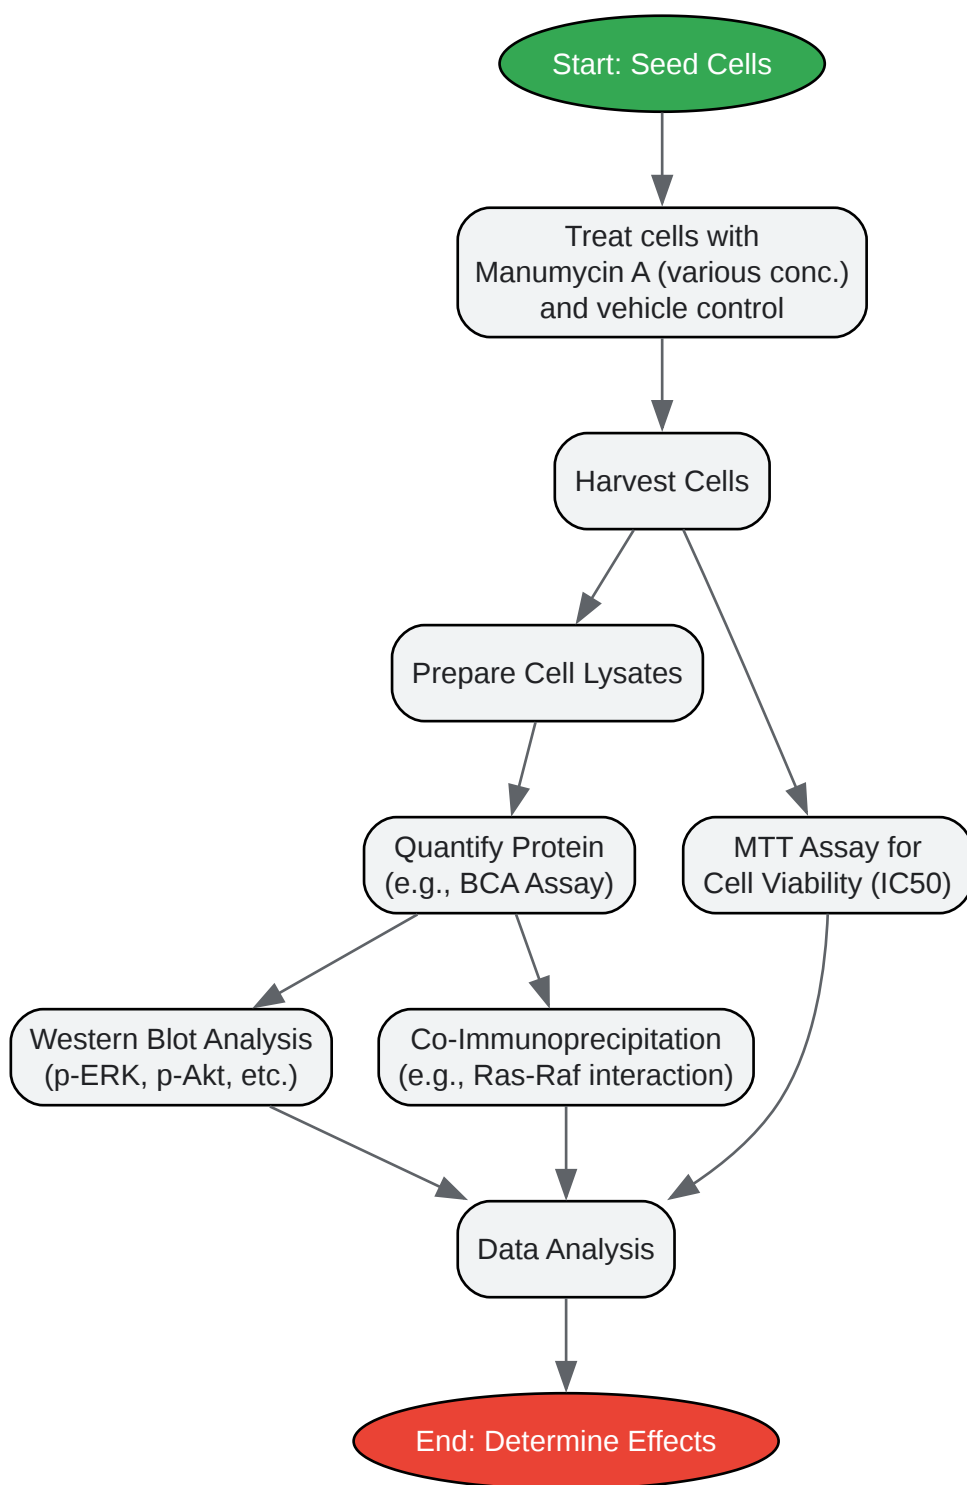 Start: Seed Cells
Treat cells with
Manumycin A (various conc.)
and vehicle control
Harvest Cells
Prepare Cell Lysates
Quantify Protein
(e.g., BCA Assay)
MTT Assay for
Cell Viability (IC50)
Western Blot Analysis
(p-ERK, p-Akt, etc.)
Co-Immunoprecipitation
(e.g., Ras-Raf interaction)
Data Analysis
End: Determine Effects